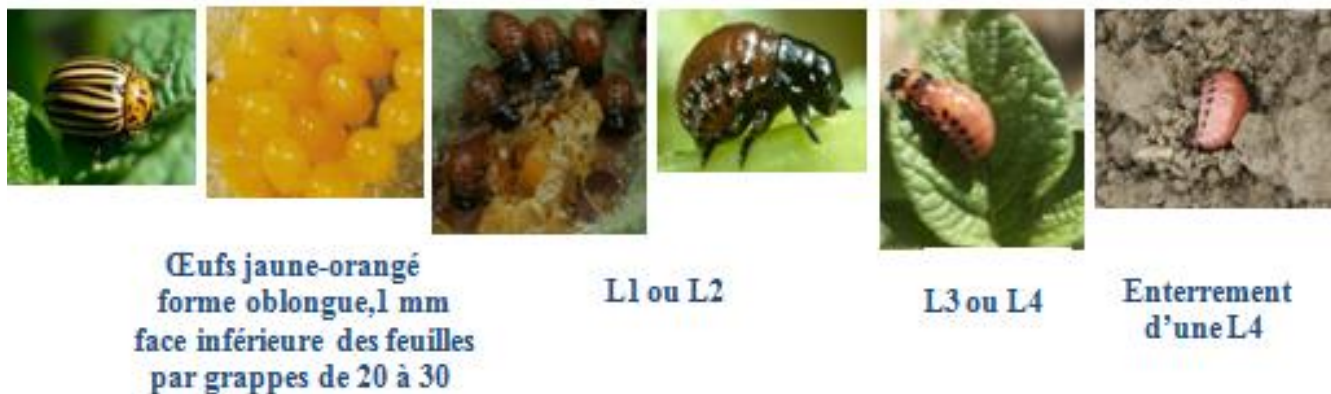 Œufs jaune-orangé
forme oblongue,1 mm
face inférieure des feuilles
par grappes de 20 à 30
L1 ou L2
L3 ou L4
Enterrement
d’une L4